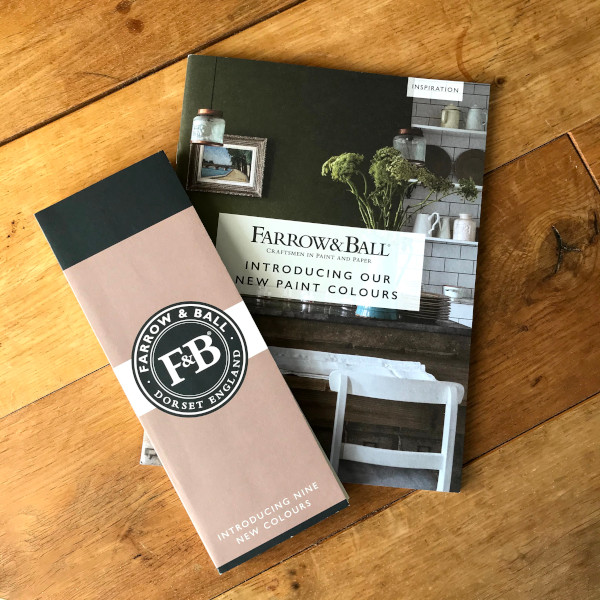 INSPIRATION
FARROW & BALL®
CRAFTSMEN IN PAINT AND PAPER
INTRODUCING OUR
NEW PAINT COLOURS
FARROW & BALL
F&B®
DORSET ENGLAND
INTRODUCING NINE
NEW COLOURS